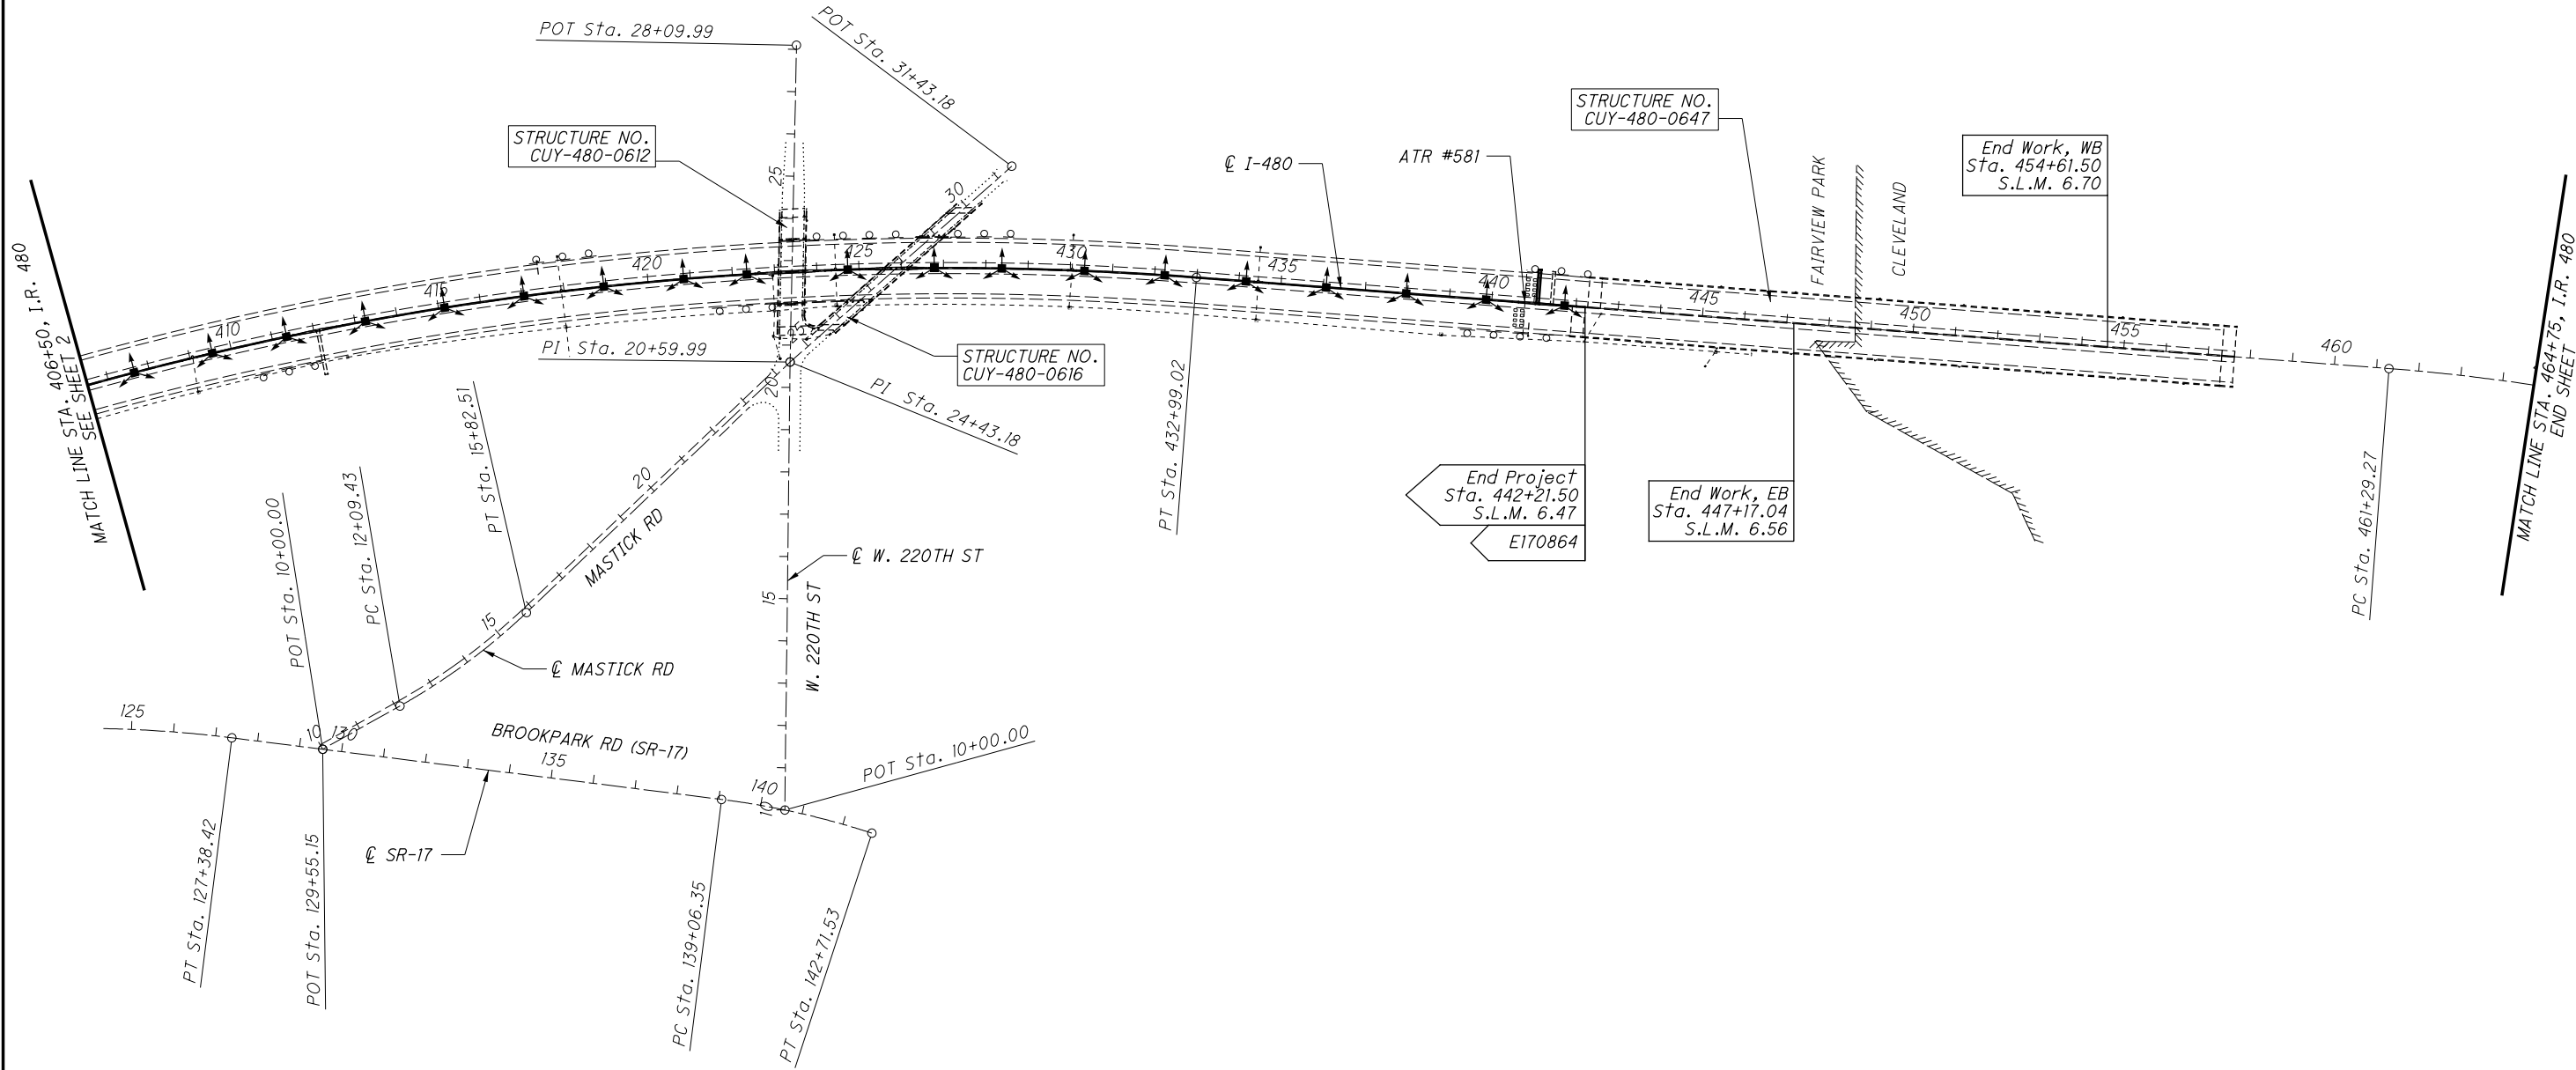 POT Sta. 28+09.99
POT Sta. 31+43.18
STRUCTURE NO.
CUY-480-0612
25
30
℄ I-480
ATR #581
STRUCTURE NO.
CUY-480-0647
FAIRVIEW PARK
CLEVELAND
End Work, WB
Sta. 454+61.50
S.L.M. 6.70
MATCH LINE STA. 406+50, I.R. 480
SEE SHEET 2
410
415
420
425
430
435
440
445
450
455
460
MATCH LINE STA. 464+75, I.R. 480
END SHEET
PI Sta. 20+59.99
25
20
STRUCTURE NO.
CUY-480-0616
PI Sta. 24+43.18
PT Sta. 432+99.02
End Project
Sta. 442+21.50
S.L.M. 6.47
E170864
End Work, EB
Sta. 447+17.04
S.L.M. 6.56
PC Sta. 461+29.27
POT Sta. 10+00.00
PC Sta. 12+09.43
PT Sta. 15+82.51
20
MASTICK RD
15
℄ MASTICK RD
℄ W. 220TH ST
15
W. 220TH ST
125
10
130
BROOKPARK RD (SR-17)
135
140
10
POT Sta. 10+00.00
℄ SR-17
PT Sta. 127+38.42
POT Sta. 129+55.15
PC Sta. 139+06.35
PT Sta. 142+71.53